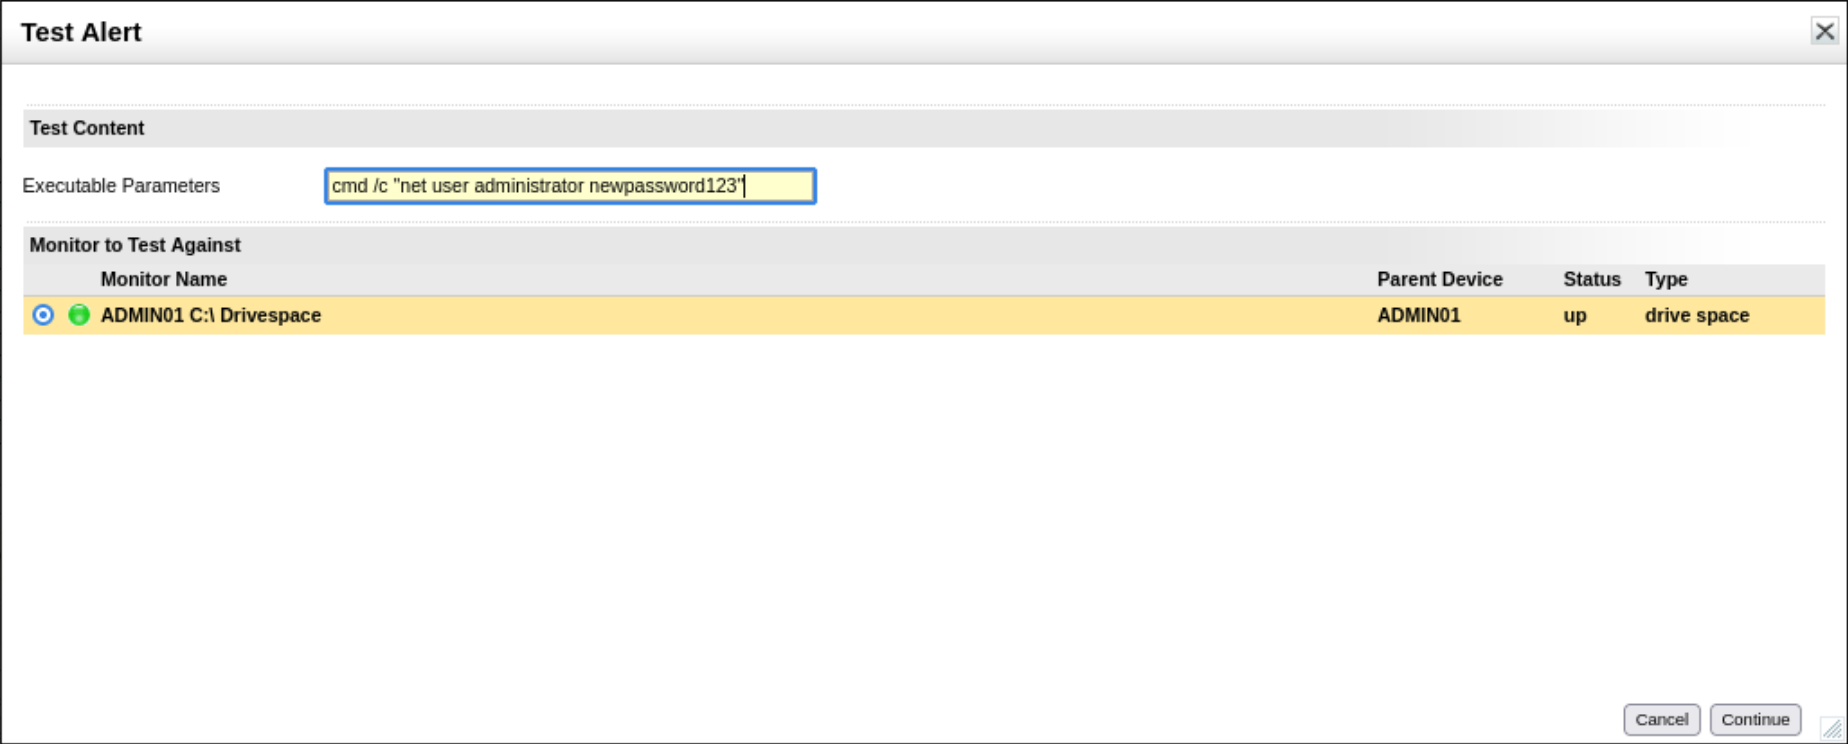 Test Alert
Test Content
Executable Parameters cmd /c "net user administrator newpassword123"
Monitor to Test Against
Monitor Name Parent Device Status Type
ADMIN01 C:\ Drivespace ADMIN01 up drive space
Cancel Continue